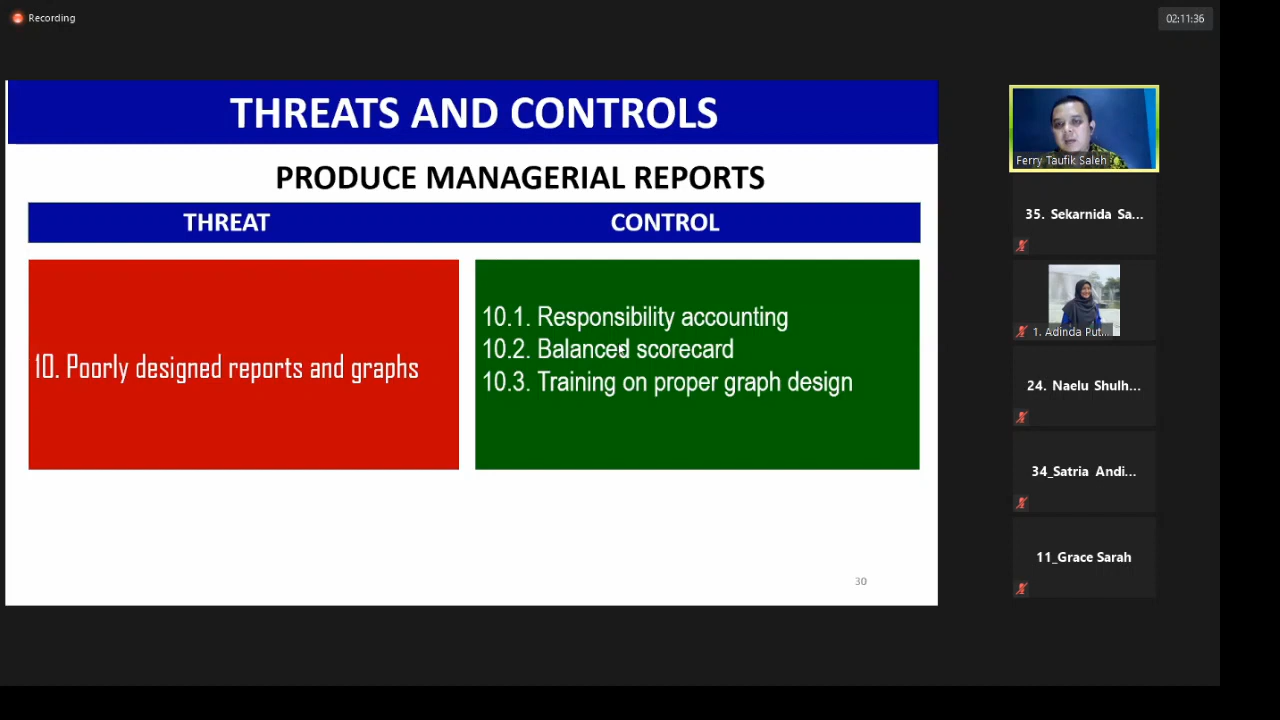 Recording
02:11:36
THREATS AND CONTROLS
PRODUCE MANAGERIAL REPORTS
THREAT
CONTROL
10. Poorly designed reports and graphs
10.1. Responsibility accounting
10.2. Balanced scorecard
10.3. Training on proper graph design
30
Ferry Taufik Saleh
35. Sekarnida Sa...
1. Adinda Put...
24. Naelu Shulh...
34_Satria Andi...
11_Grace Sarah